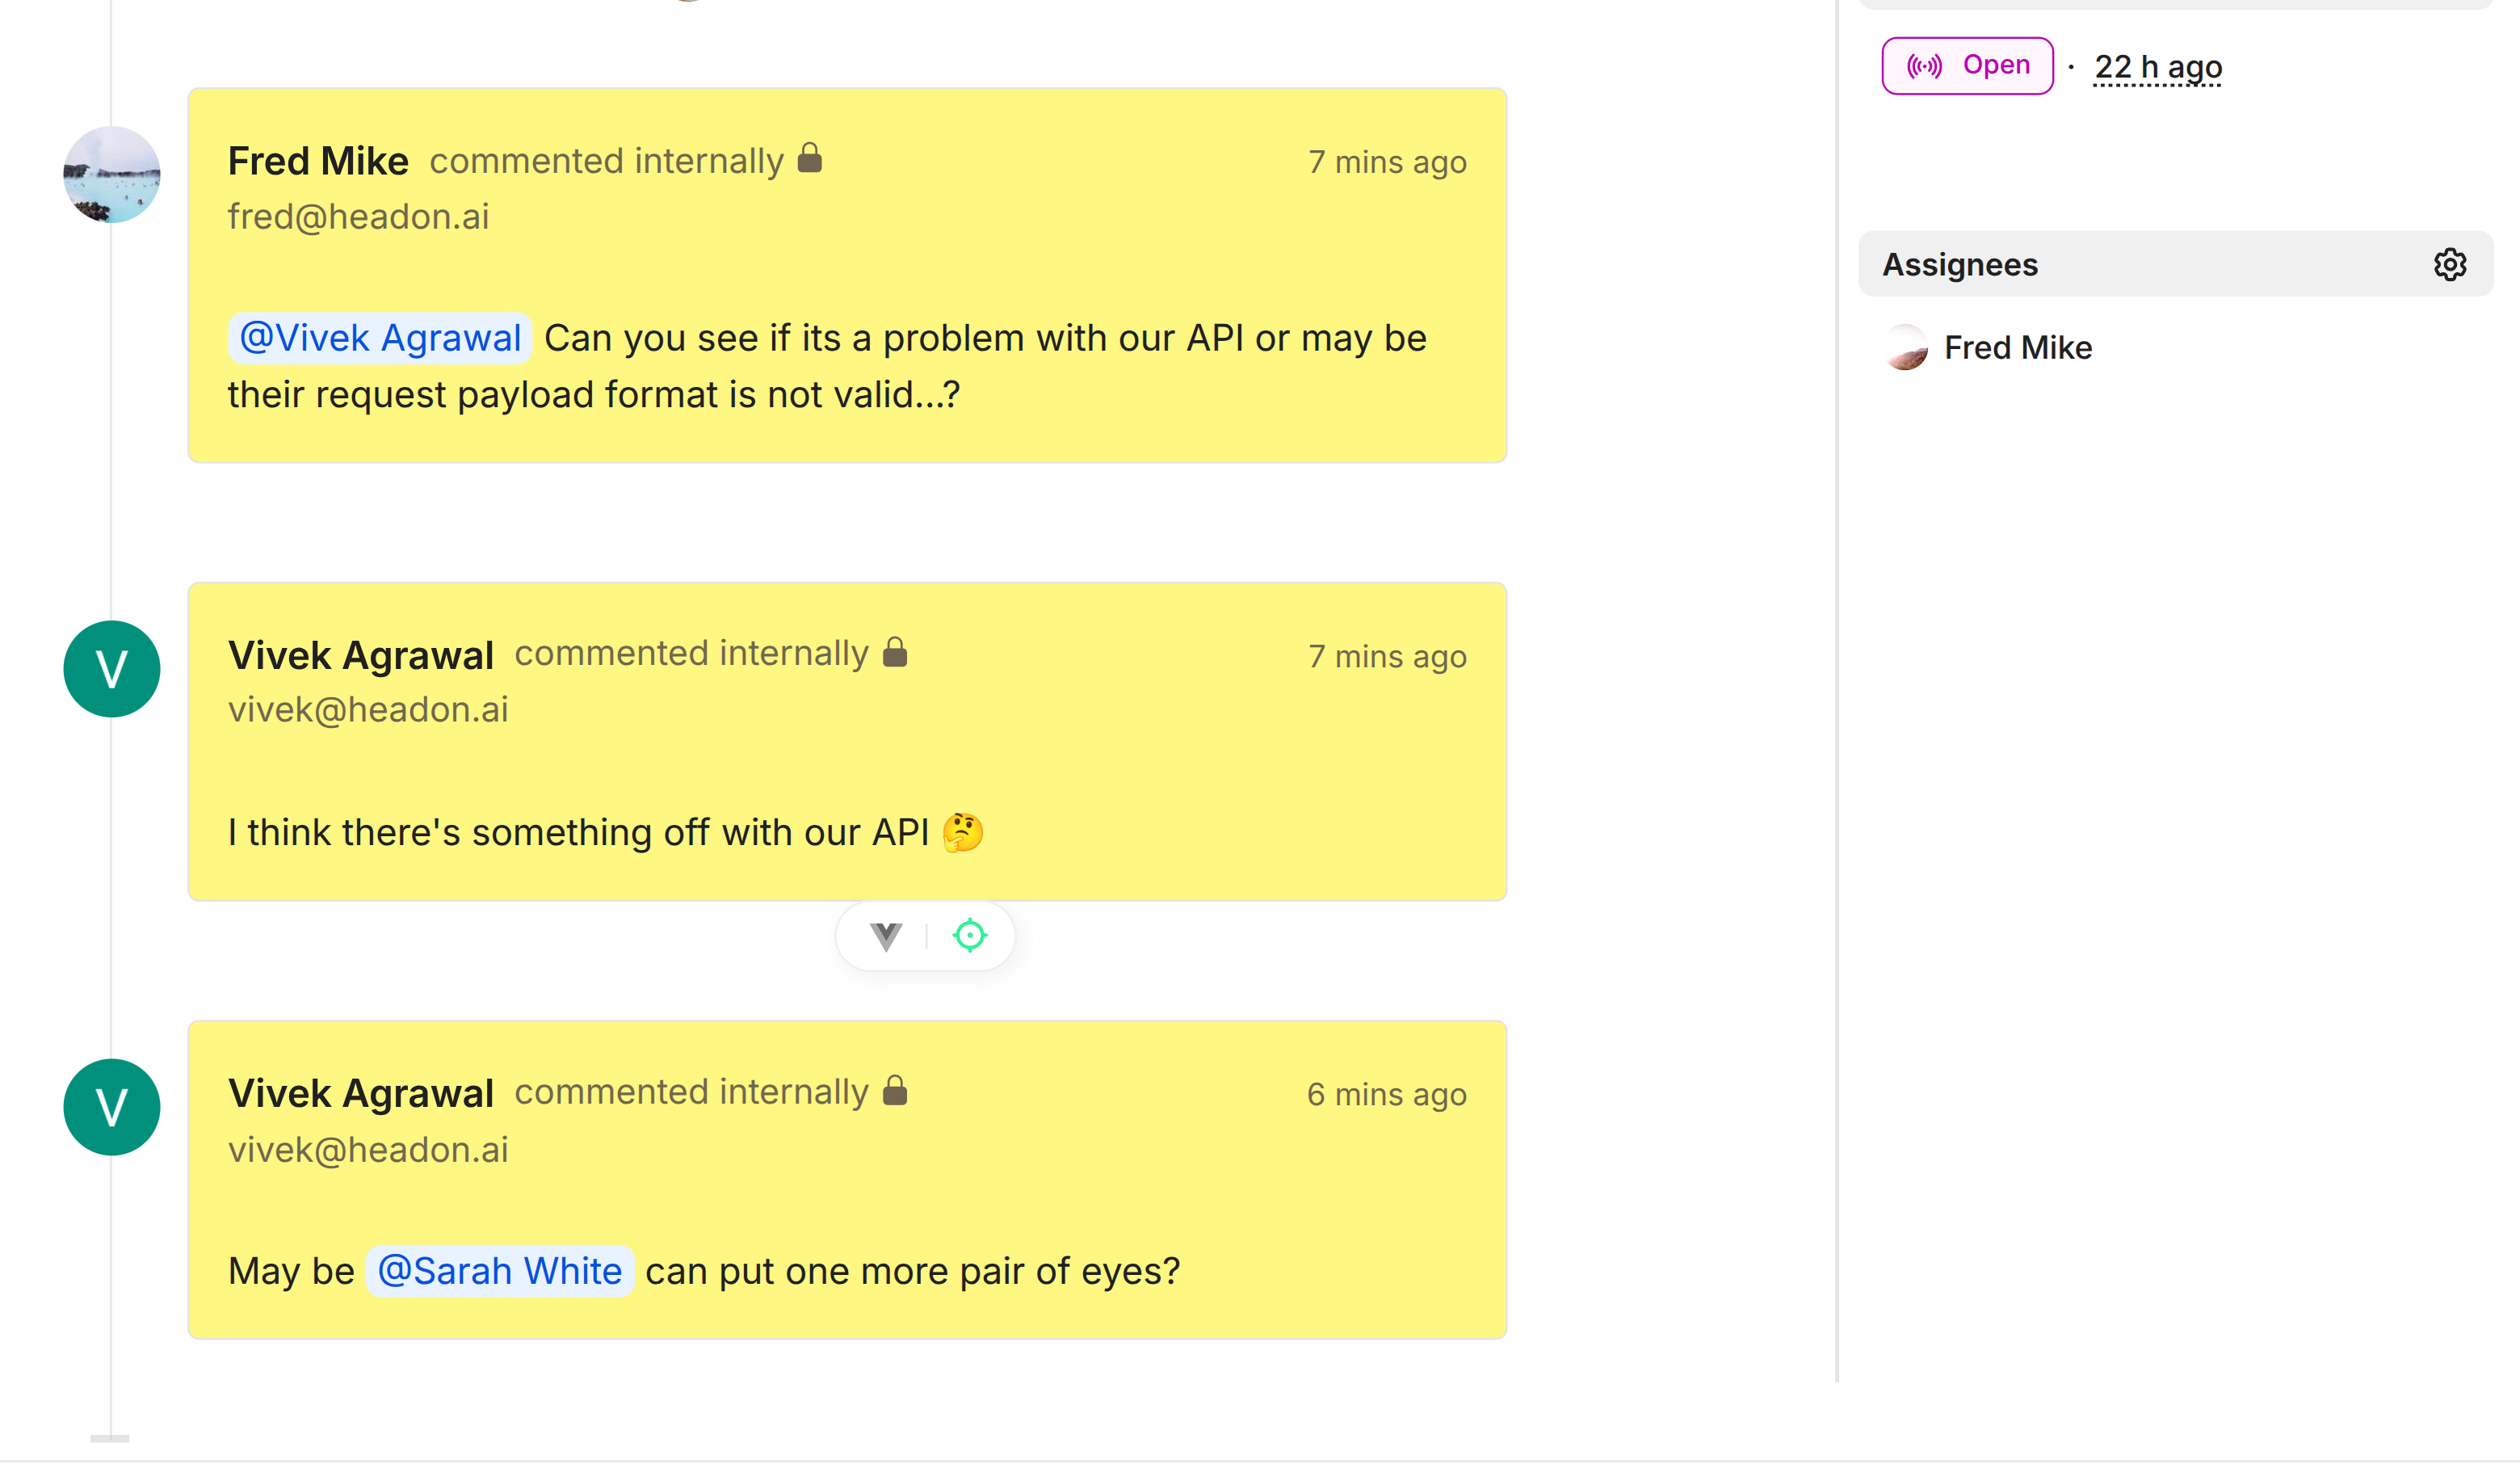 Fred Mike commented internally
7 mins ago
fred@headon.ai
@Vivek Agrawal Can you see if its a problem with our API or may be
their request payload format is not valid...?
V
Vivek Agrawal commented internally
7 mins ago
vivek@headon.ai
I think there's something off with our API 🤔
V
Vivek Agrawal commented internally
6 mins ago
vivek@headon.ai
May be @Sarah White can put one more pair of eyes?
Open · 22 h ago
Assignees
Fred Mike